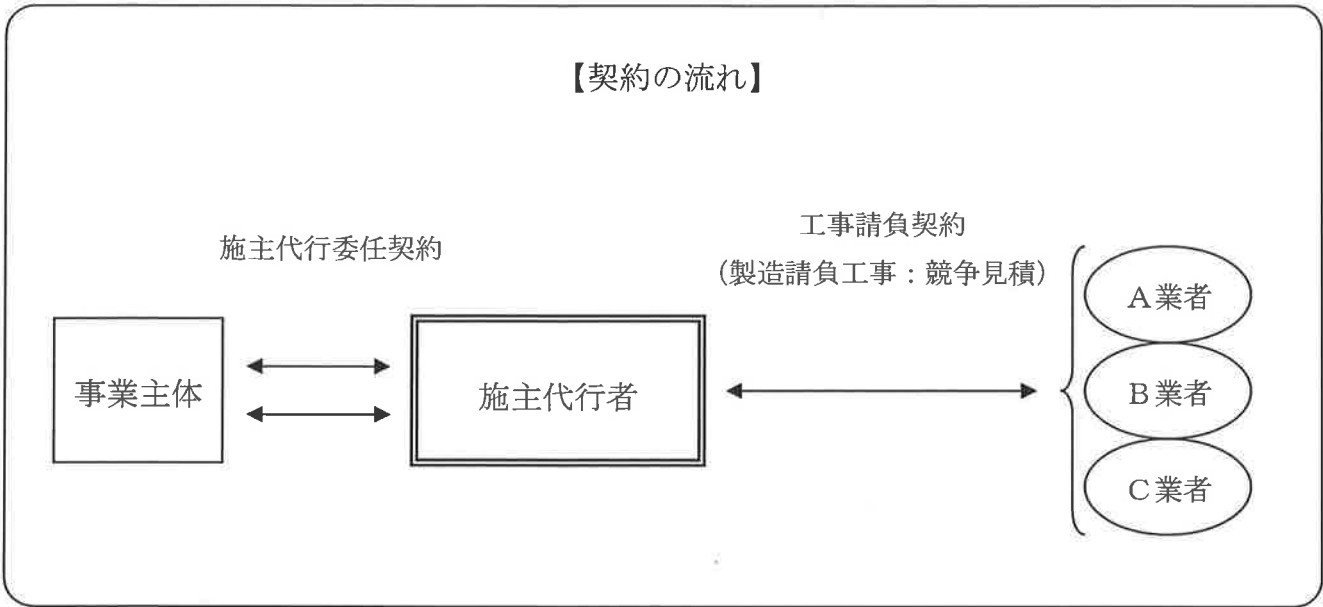 【契約の流れ】
施主代行委任契約
工事請負契約
（製造請負工事：競争見積）
事業主体
施主代行者
A業者
B業者
C業者